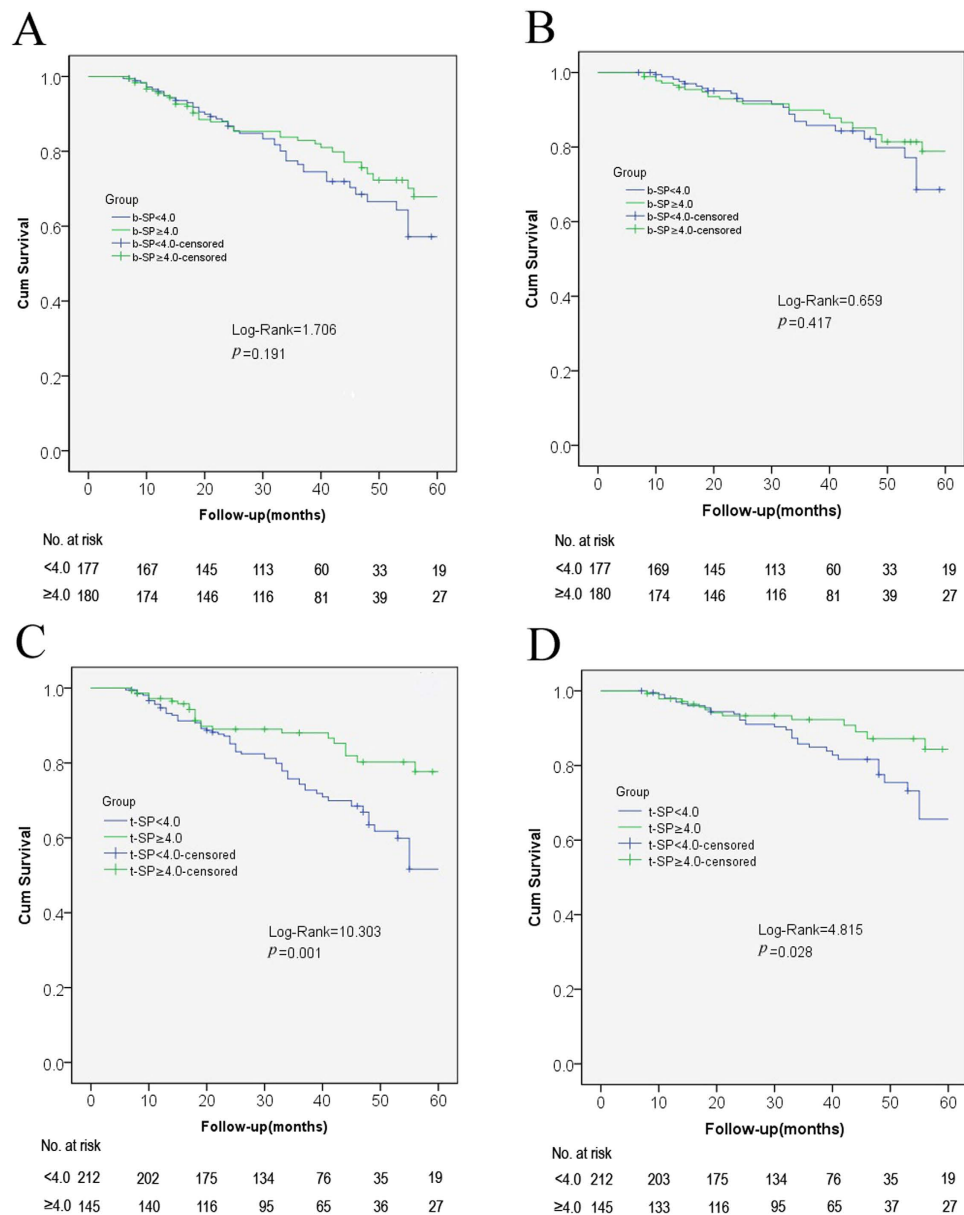 A
1.0
0.8
0.6
0.4
0.2
0.0
Cum Survival
Group
b-SP<4.0
b-SP≥4.0
b-SP<4.0-censored
b-SP≥4.0-censored
Log-Rank=1.706
p=0.191
0 10 20 30 40 50 60
Follow-up(months)
No. at risk
<4.0 177 167 145 113 60 33 19
≥4.0 180 174 146 116 81 39 27
B
1.0
0.8
0.6
0.4
0.2
0.0
Cum Survival
Group
b-SP<4.0
b-SP≥4.0
b-SP<4.0-censored
b-SP≥4.0-censored
Log-Rank=0.659
p=0.417
0 10 20 30 40 50 60
Follow-up(months)
No. at risk
<4.0 177 169 145 113 60 33 19
≥4.0 180 174 146 116 81 39 27
C
1.0
0.8
0.6
0.4
0.2
0.0
Cum Survival
Group
t-SP<4.0
t-SP≥4.0
t-SP<4.0-censored
t-SP≥4.0-censored
Log-Rank=10.303
p=0.001
0 10 20 30 40 50 60
Follow-up(months)
No. at risk
<4.0 212 202 175 134 76 35 19
≥4.0 145 140 116 95 65 36 27
D
1.0
0.8
0.6
0.4
0.2
0.0
Cum Survival
Group
t-SP<4.0
t-SP≥4.0
t-SP<4.0-censored
t-SP≥4.0-censored
Log-Rank=4.815
p=0.028
0 10 20 30 40 50 60
Follow-up(months)
No. at risk
<4.0 212 203 175 134 76 35 19
≥4.0 145 133 116 95 65 37 27